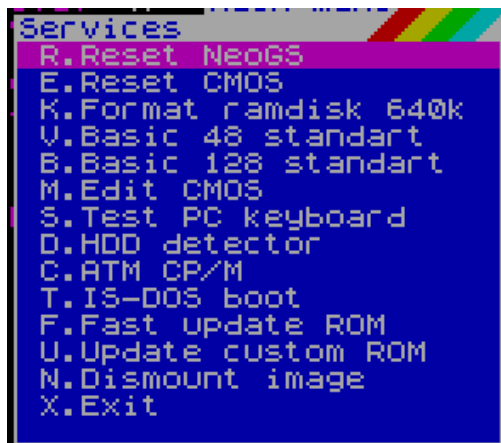 Services
R.Reset NeoGS
E.Reset CMOS
K.Format ramdisk 640k
V.Basic 48 standart
B.Basic 128 standart
M.Edit CMOS
S.Test PC keyboard
D.HDD detector
C.ATM CP/M
T.IS-DOS boot
F.Fast update ROM
U.Update custom ROM
N.Dismount image
X.Exit